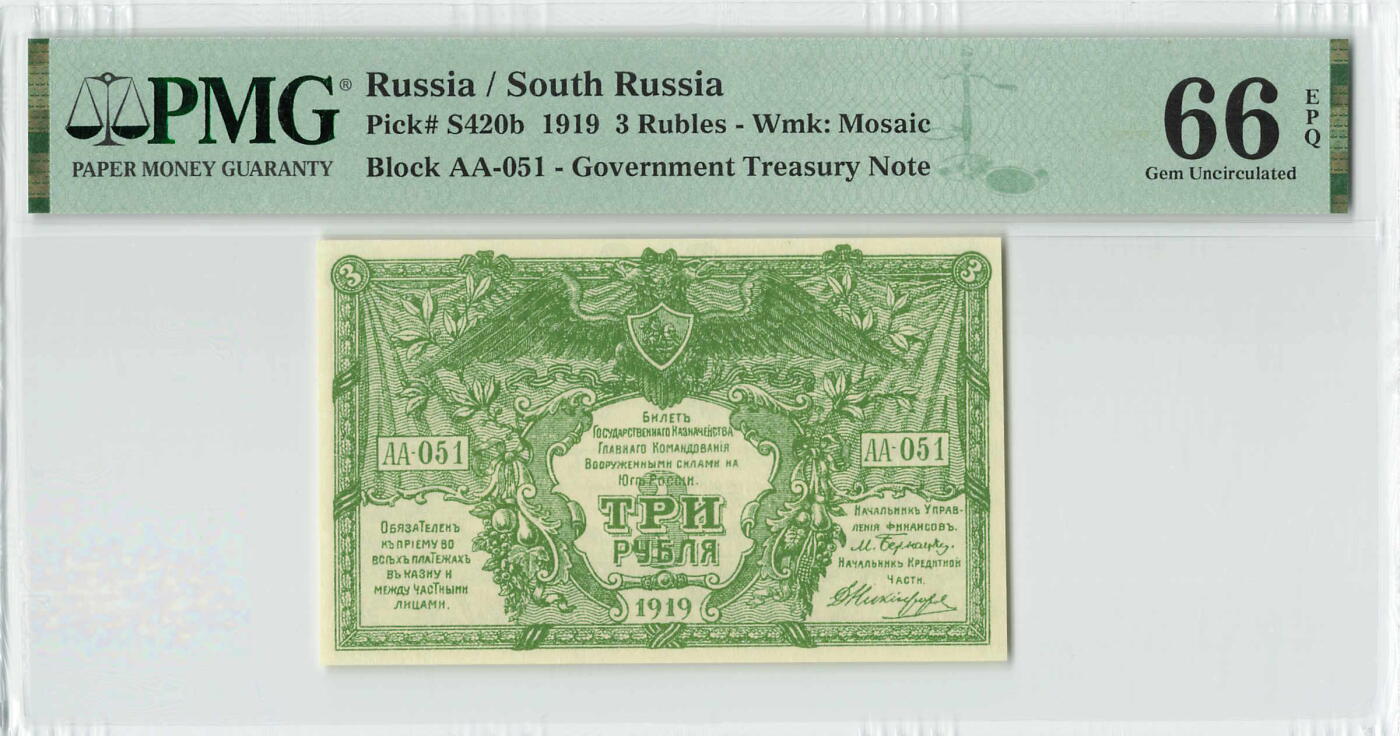 PMG®
PAPER MONEY GUARANTY
Russia / South Russia
Pick# S420b 1919 3 Rubles - Wmk: Mosaic
Block AA-051 - Government Treasury Note
66
EPQ
Gem Uncirculated
3
3
БИЛЕТЪ
ГОСУДАРСТВЕННАГО КАЗНАЧЕЙСТВА
ГЛАВНАГО КОМАНДОВАНІЯ
ВООРУЖЕННЫМИ СИЛАМИ НА
ЮГѢ РОССІИ.
3
ТРИ
РУБЛЯ
1919
АА-051
АА-051
ОБЯЗАТЕЛЕНЪ
КЪ ПРІЕМУ ВО
ВСѢХЪ ПЛАТЕЖАХЪ
ВЪ КАЗНУ И
МЕЖДУ ЧАСТНЫМИ
ЛИЦАМИ.
НАЧАЛЬНИКЪ УПРАВ-
ЛЕНІЯ ФИНАНСОВЪ.
М. Бернацкій.
НАЧАЛЬНИКЪ КРЕДИТНОЙ
ЧАСТИ.